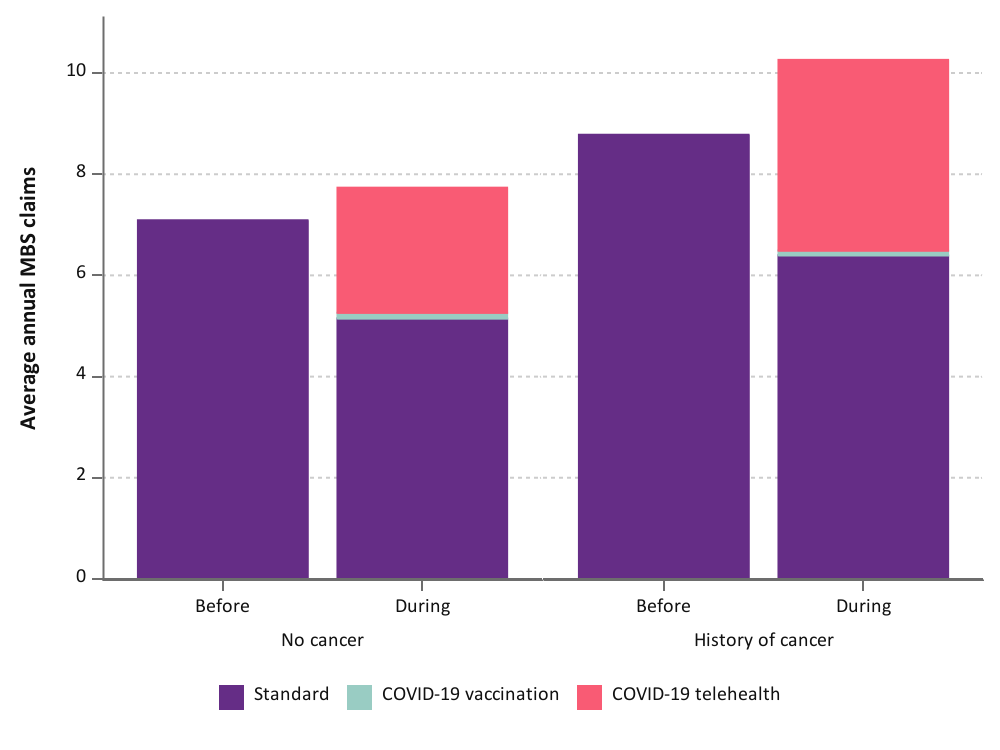 Average annual MBS claims
10
8
6
4
2
0
Before
During
Before
During
No cancer
History of cancer
Standard
COVID-19 vaccination
COVID-19 telehealth